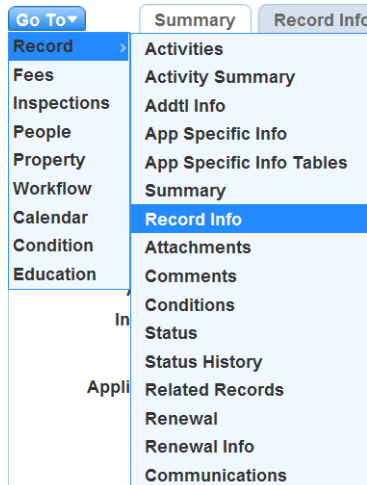 Go To▾ Summary Record Info
Record › Activities
Fees Activity Summary
Inspections Addtl Info
People App Specific Info
Property App Specific Info Tables
Workflow Summary
Calendar Record Info
Condition Attachments
Education Comments
Conditions
In Status
Status History
Appli Related Records
Renewal
Renewal Info
Communications